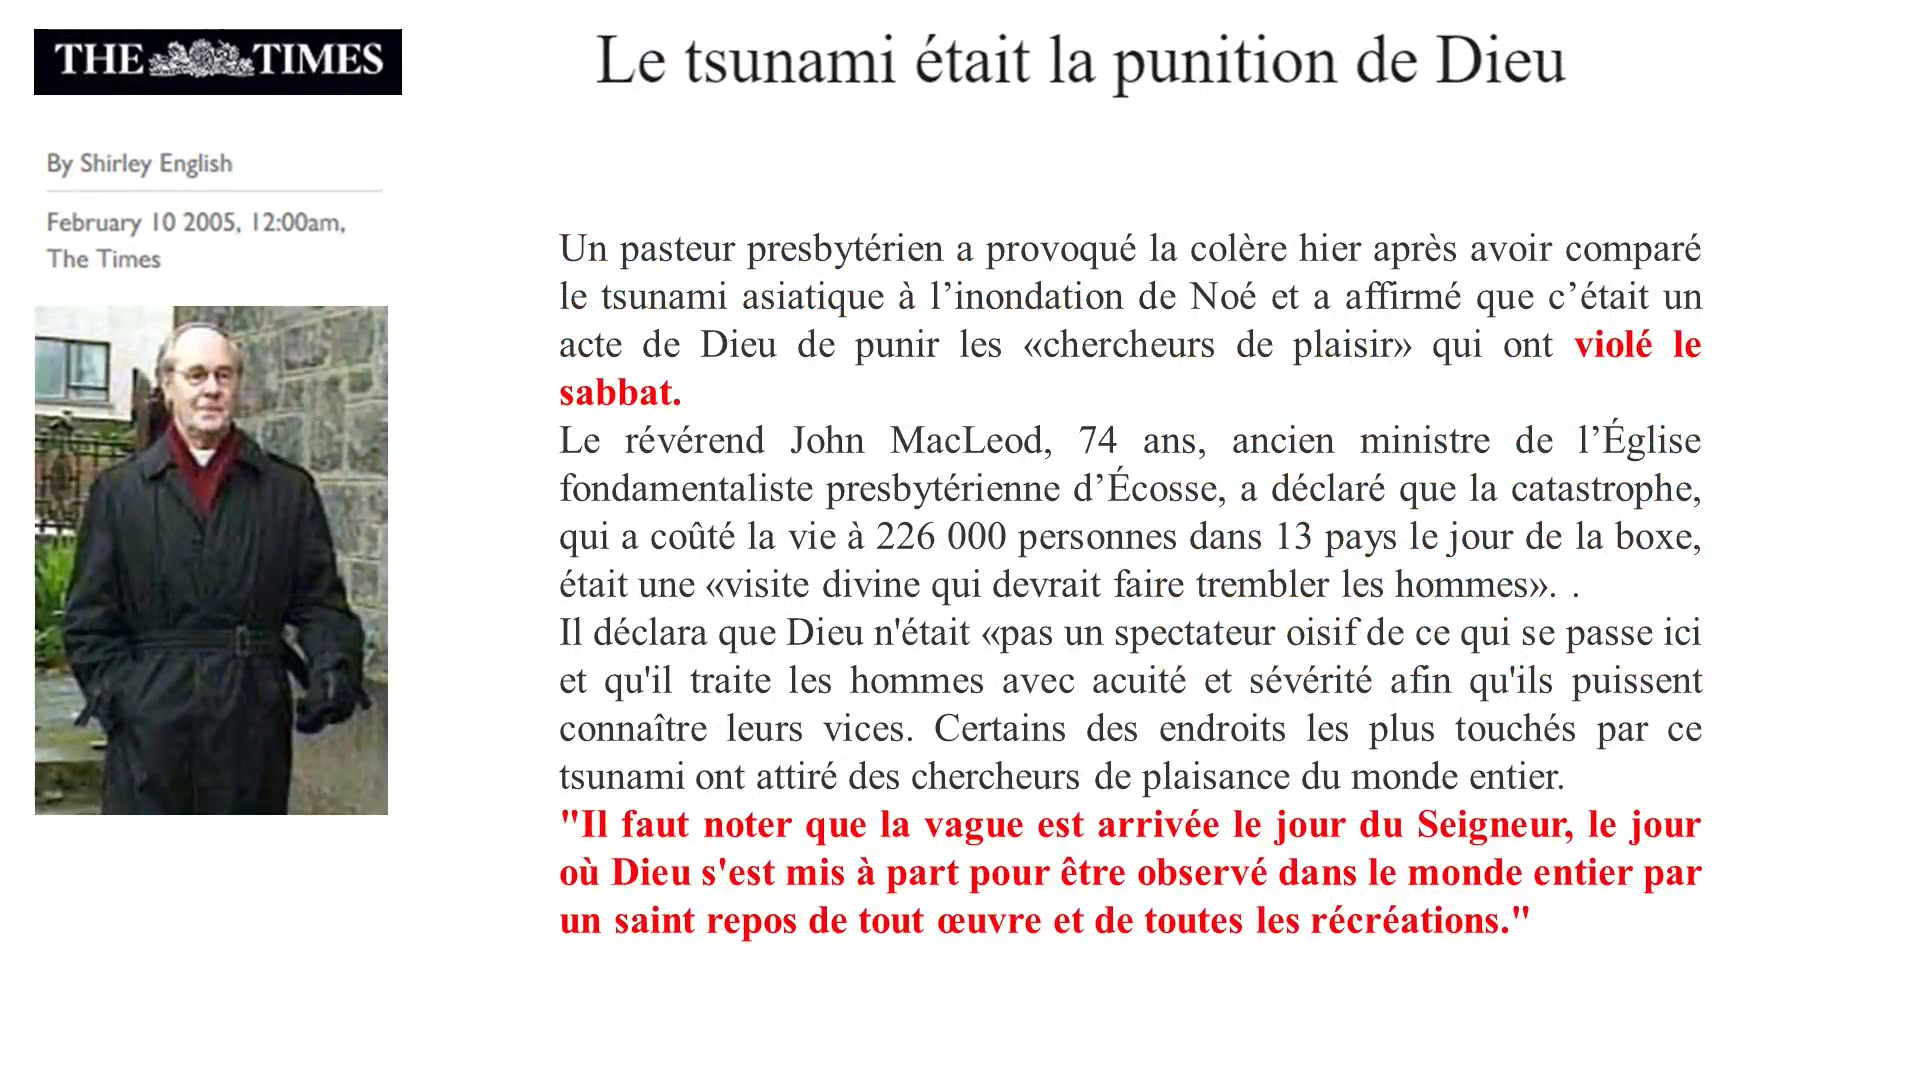 THE TIMES
Le tsunami était la punition de Dieu
By Shirley English
February 10 2005, 12:00am,
The Times
Un pasteur presbytérien a provoqué la colère hier après avoir comparé
le tsunami asiatique à l’inondation de Noé et a affirmé que c’était un
acte de Dieu de punir les «chercheurs de plaisir» qui ont violé le
sabbat.
Le révérend John MacLeod, 74 ans, ancien ministre de l’Église
fondamentaliste presbytérienne d’Écosse, a déclaré que la catastrophe,
qui a coûté la vie à 226 000 personnes dans 13 pays le jour de la boxe,
était une «visite divine qui devrait faire trembler les hommes». .
Il déclara que Dieu n'était «pas un spectateur oisif de ce qui se passe ici
et qu'il traite les hommes avec acuité et sévérité afin qu'ils puissent
connaître leurs vices. Certains des endroits les plus touchés par ce
tsunami ont attiré des chercheurs de plaisance du monde entier.
"Il faut noter que la vague est arrivée le jour du Seigneur, le jour
où Dieu s'est mis à part pour être observé dans le monde entier par
un saint repos de tout œuvre et de toutes les récréations."